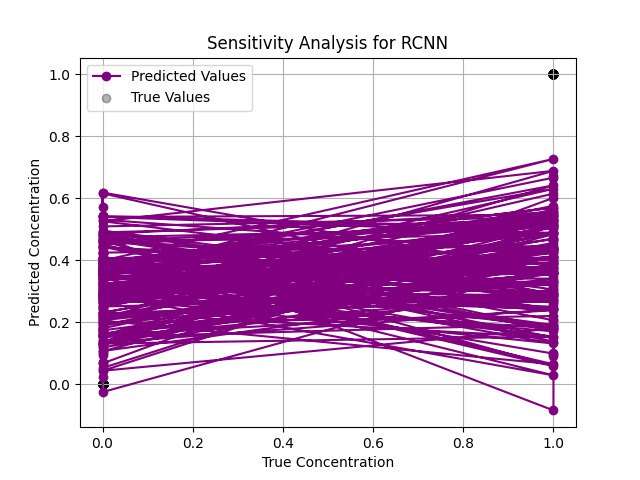 Sensitivity Analysis for RCNN
Predicted Values
True Values
Predicted Concentration
1.0
0.8
0.6
0.4
0.2
0.0
0.0 0.2 0.4 0.6 0.8 1.0
True Concentration